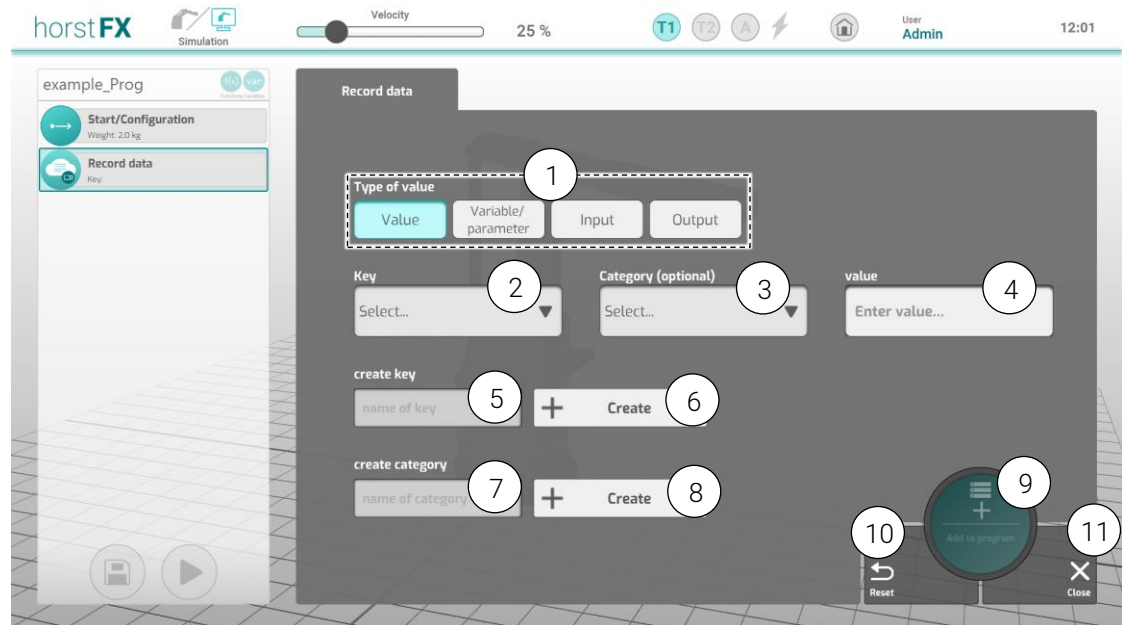 horstFX
Simulation
Velocity
25 %
T1
T2
A
User
Admin
12:01
example_Prog
f(x) var
Start/Configuration
Weight: 2.0 kg
Record data
Key:
Record data
1
Type of value
Value
Variable/
parameter
Input
Output
Key
2
Select...
Category (optional)
3
Select...
value
4
Enter value...
create key
name of key
5
Create
6
create category
name of category
7
Create
8
9
Add to program
10
Reset
11
Close